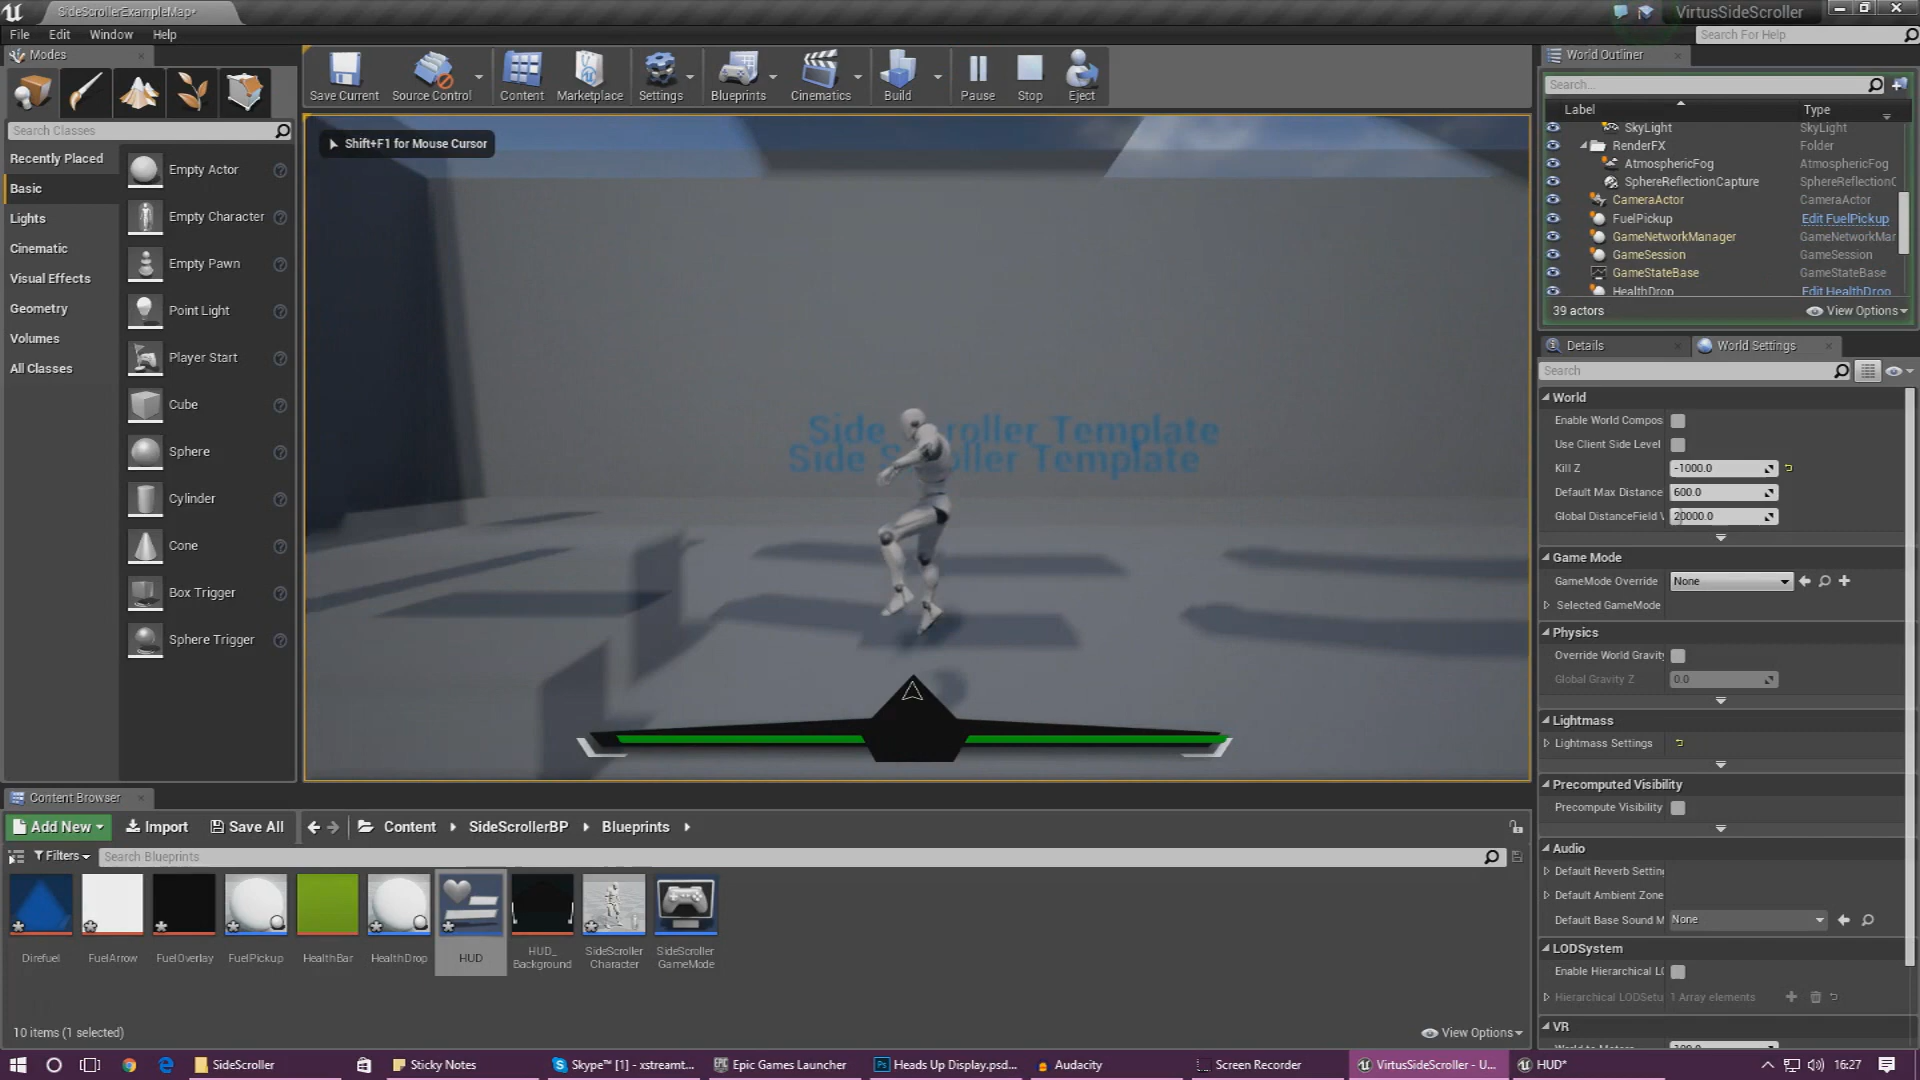 SideScrollerExampleMap*
VirtusSideScroller
File Edit Window Help
Search For Help
Modes
Search Classes
Recently Placed
Basic
Lights
Cinematic
Visual Effects
Geometry
Volumes
All Classes
Empty Actor
Empty Character
Empty Pawn
Point Light
Player Start
Cube
Sphere
Cylinder
Cone
Box Trigger
Sphere Trigger
Save Current
Source Control
Content
Marketplace
Settings
Blueprints
Cinematics
Build
Pause
Stop
Eject
Shift+F1 for Mouse Cursor
Side Scroller Template
Side Scroller Template
World Outliner
Search...
Label Type
SkyLight SkyLight
RenderFX Folder
AtmosphericFog AtmosphericFog
SphereReflectionCapture SphereReflectionC
CameraActor CameraActor
FuelPickup Edit FuelPickup
GameNetworkManager GameNetworkMar
GameSession GameSession
GameStateBase GameStateBase
HealthDrop Edit HealthDrop
39 actors View Options
Details World Settings
Search
World
Enable World Compos
Use Client Side Level
Kill Z -1000.0
Default Max Distance 600.0
Global DistanceField V 20000.0
Game Mode
GameMode Override None
Selected GameMode
Physics
Override World Gravity
Global Gravity Z 0.0
Lightmass
Lightmass Settings
Precomputed Visibility
Precompute Visibility
Audio
Default Reverb Settin
Default Ambient Zone
Default Base Sound M None
LODSystem
Enable Hierarchical LO
Hierarchical LODSetu 1 Array elements
VR
Content Browser
Add New Import Save All Content SideScrollerBP Blueprints
Filters Search Blueprints
Direfuel
FuelArrow
FuelOverlay
FuelPickup
HealthBar
HealthDrop
HUD
HUD_
Background
SideScroller
Character
SideScroller
GameMode
10 items (1 selected) View Options
SideScroller
Sticky Notes
Skype™ [1] - xstreamt...
Epic Games Launcher
Heads Up Display.psd...
Audacity
Screen Recorder
VirtusSideScroller - U...
HUD*
16:27